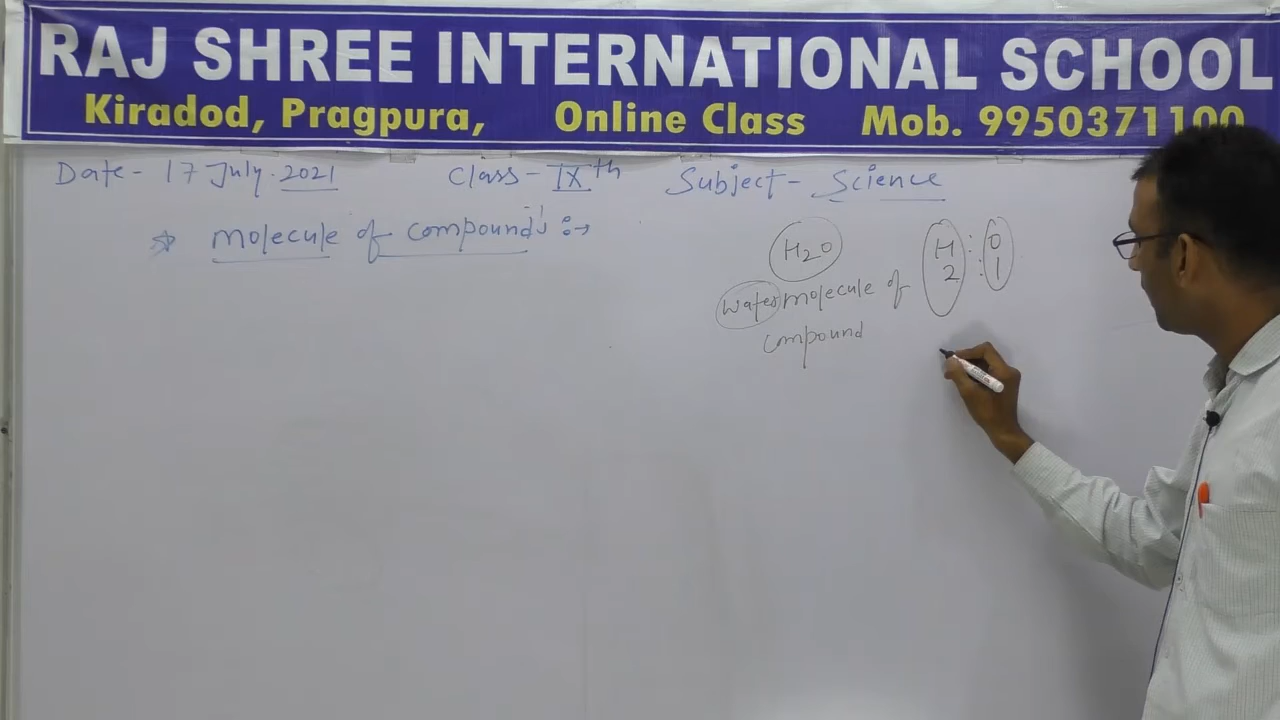 RAJ SHREE INTERNATIONAL SCHOOL
Kiradod, Pragpura, Online Class Mob. 9950371100
Date - 17 July. 2021 Class - IXth Subject - Science
molecule of compound's :→
H2O
H : O
2 : 1
Water molecule of
compound